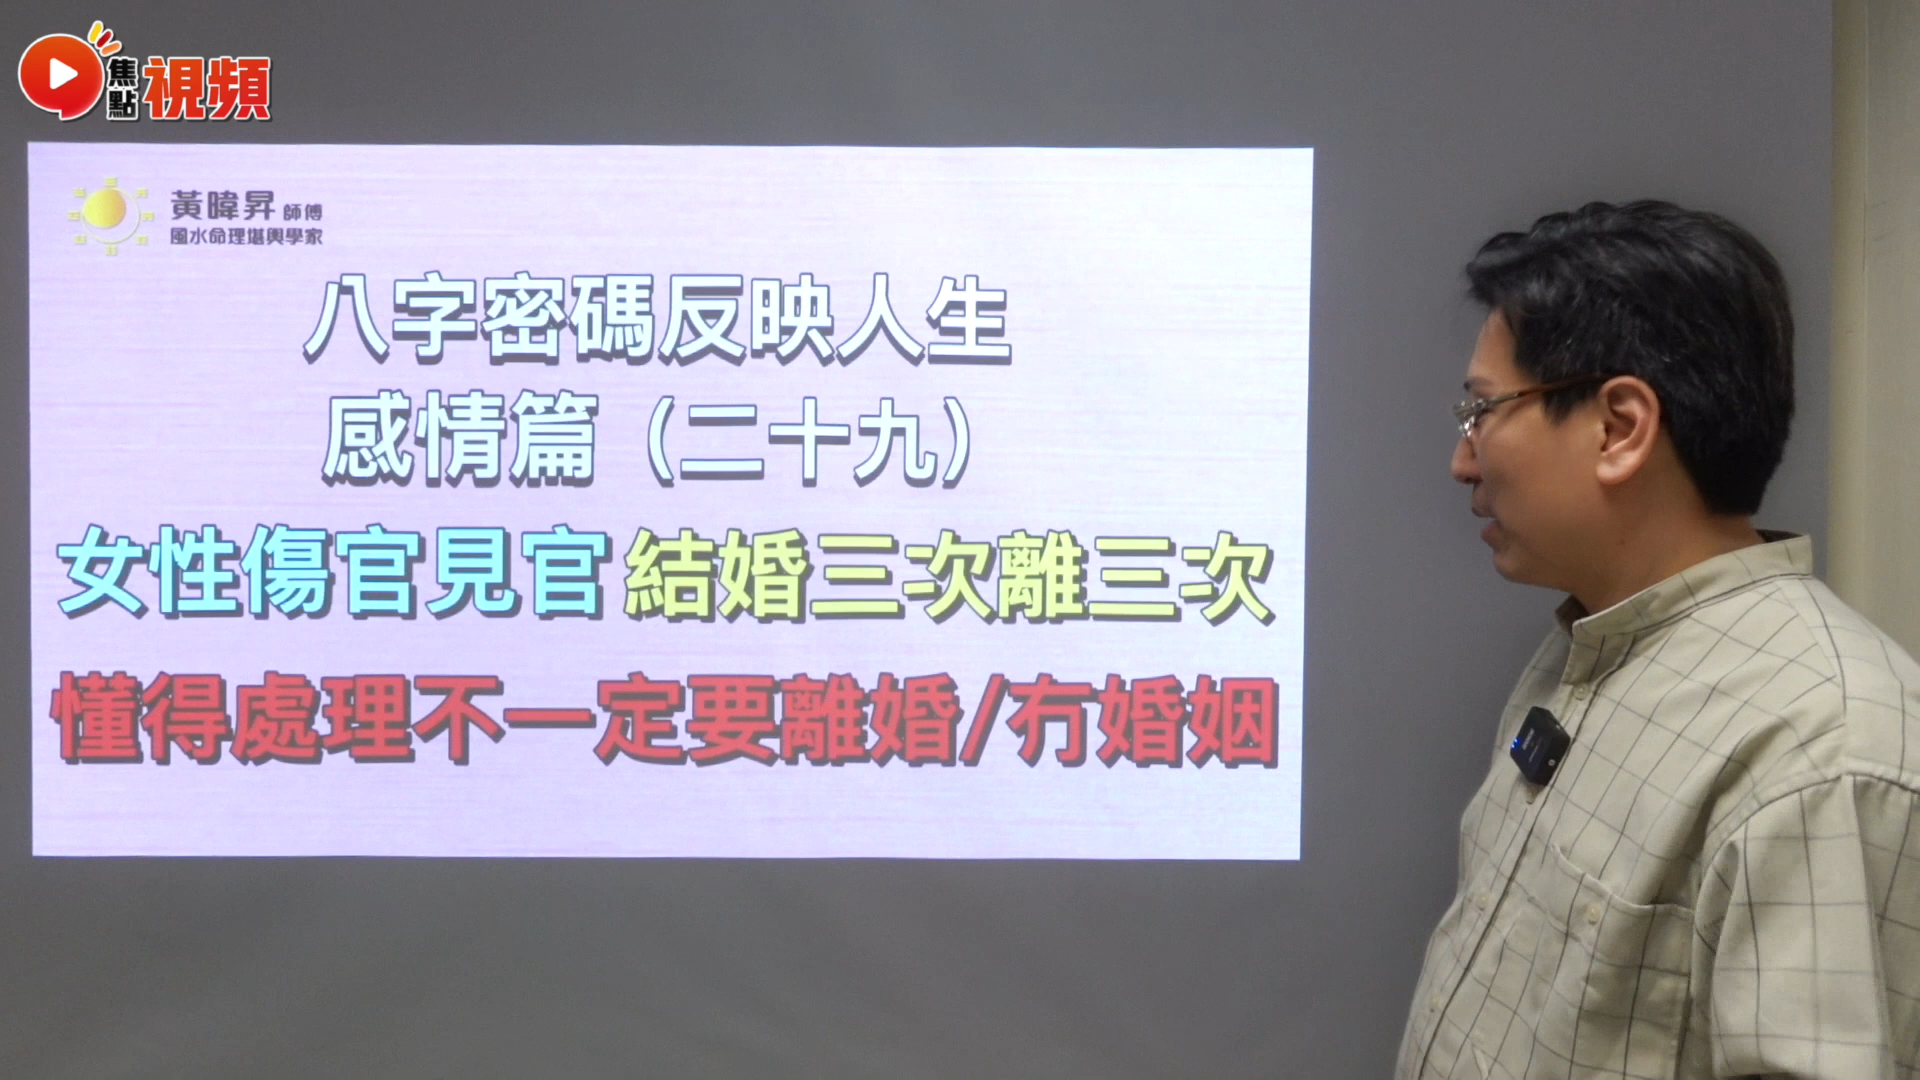 焦點視頻
黃暐昇師傅
風水命理堪輿學家
八字密碼反映人生
感情篇（二十九）
女性傷官見官 結婚三次離三次
懂得處理不一定要離婚/冇婚姻